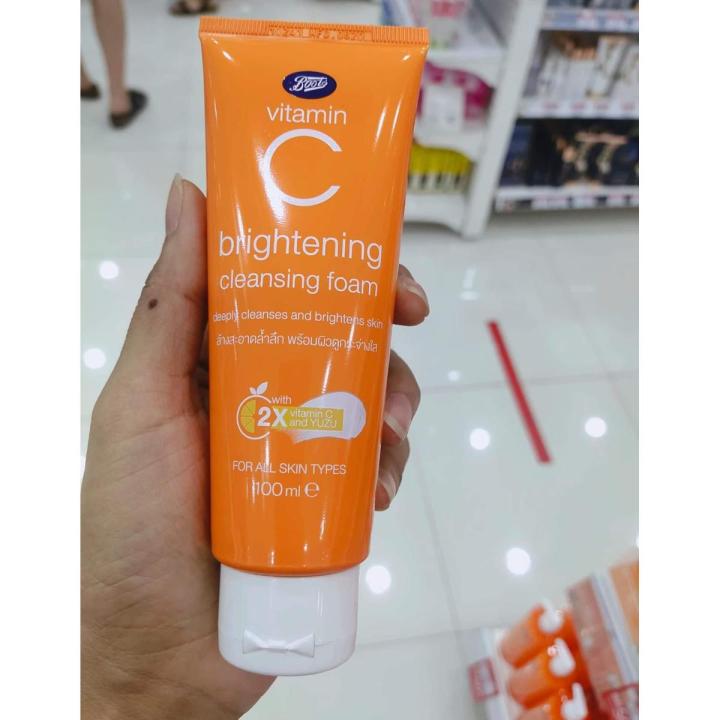 Boots
vitamin
C
brightening
cleansing foam
deeply cleanses and brightens skin
ล้างสะอาดล้ำลึก พร้อมผิวดูกระจ่างใส
with
2X vitamin C
and YUZU
FOR ALL SKIN TYPES
100 ml ℮